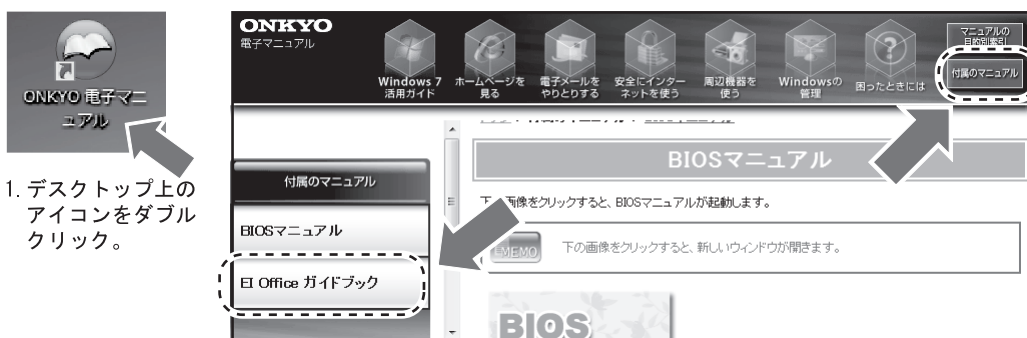 ONKYO 電子マニ
ュアル
1. デスクトップ上の
アイコンをダブル
クリック。
ONKYO
電子マニュアル
Windows 7
活用ガイド
ホームページを
見る
電子メールを
やりとりする
安全にインター
ネットを使う
周辺機器を
使う
Windowsの
管理
困ったときには
マニュアルの
目的別索引
付属のマニュアル
付属のマニュアル
BIOSマニュアル
EI Office ガイドブック
BIOSマニュアル
下の画像をクリックすると、BIOSマニュアルが起動します。
MEMO
下の画像をクリックすると、新しいウィンドウが開きます。
BIOS